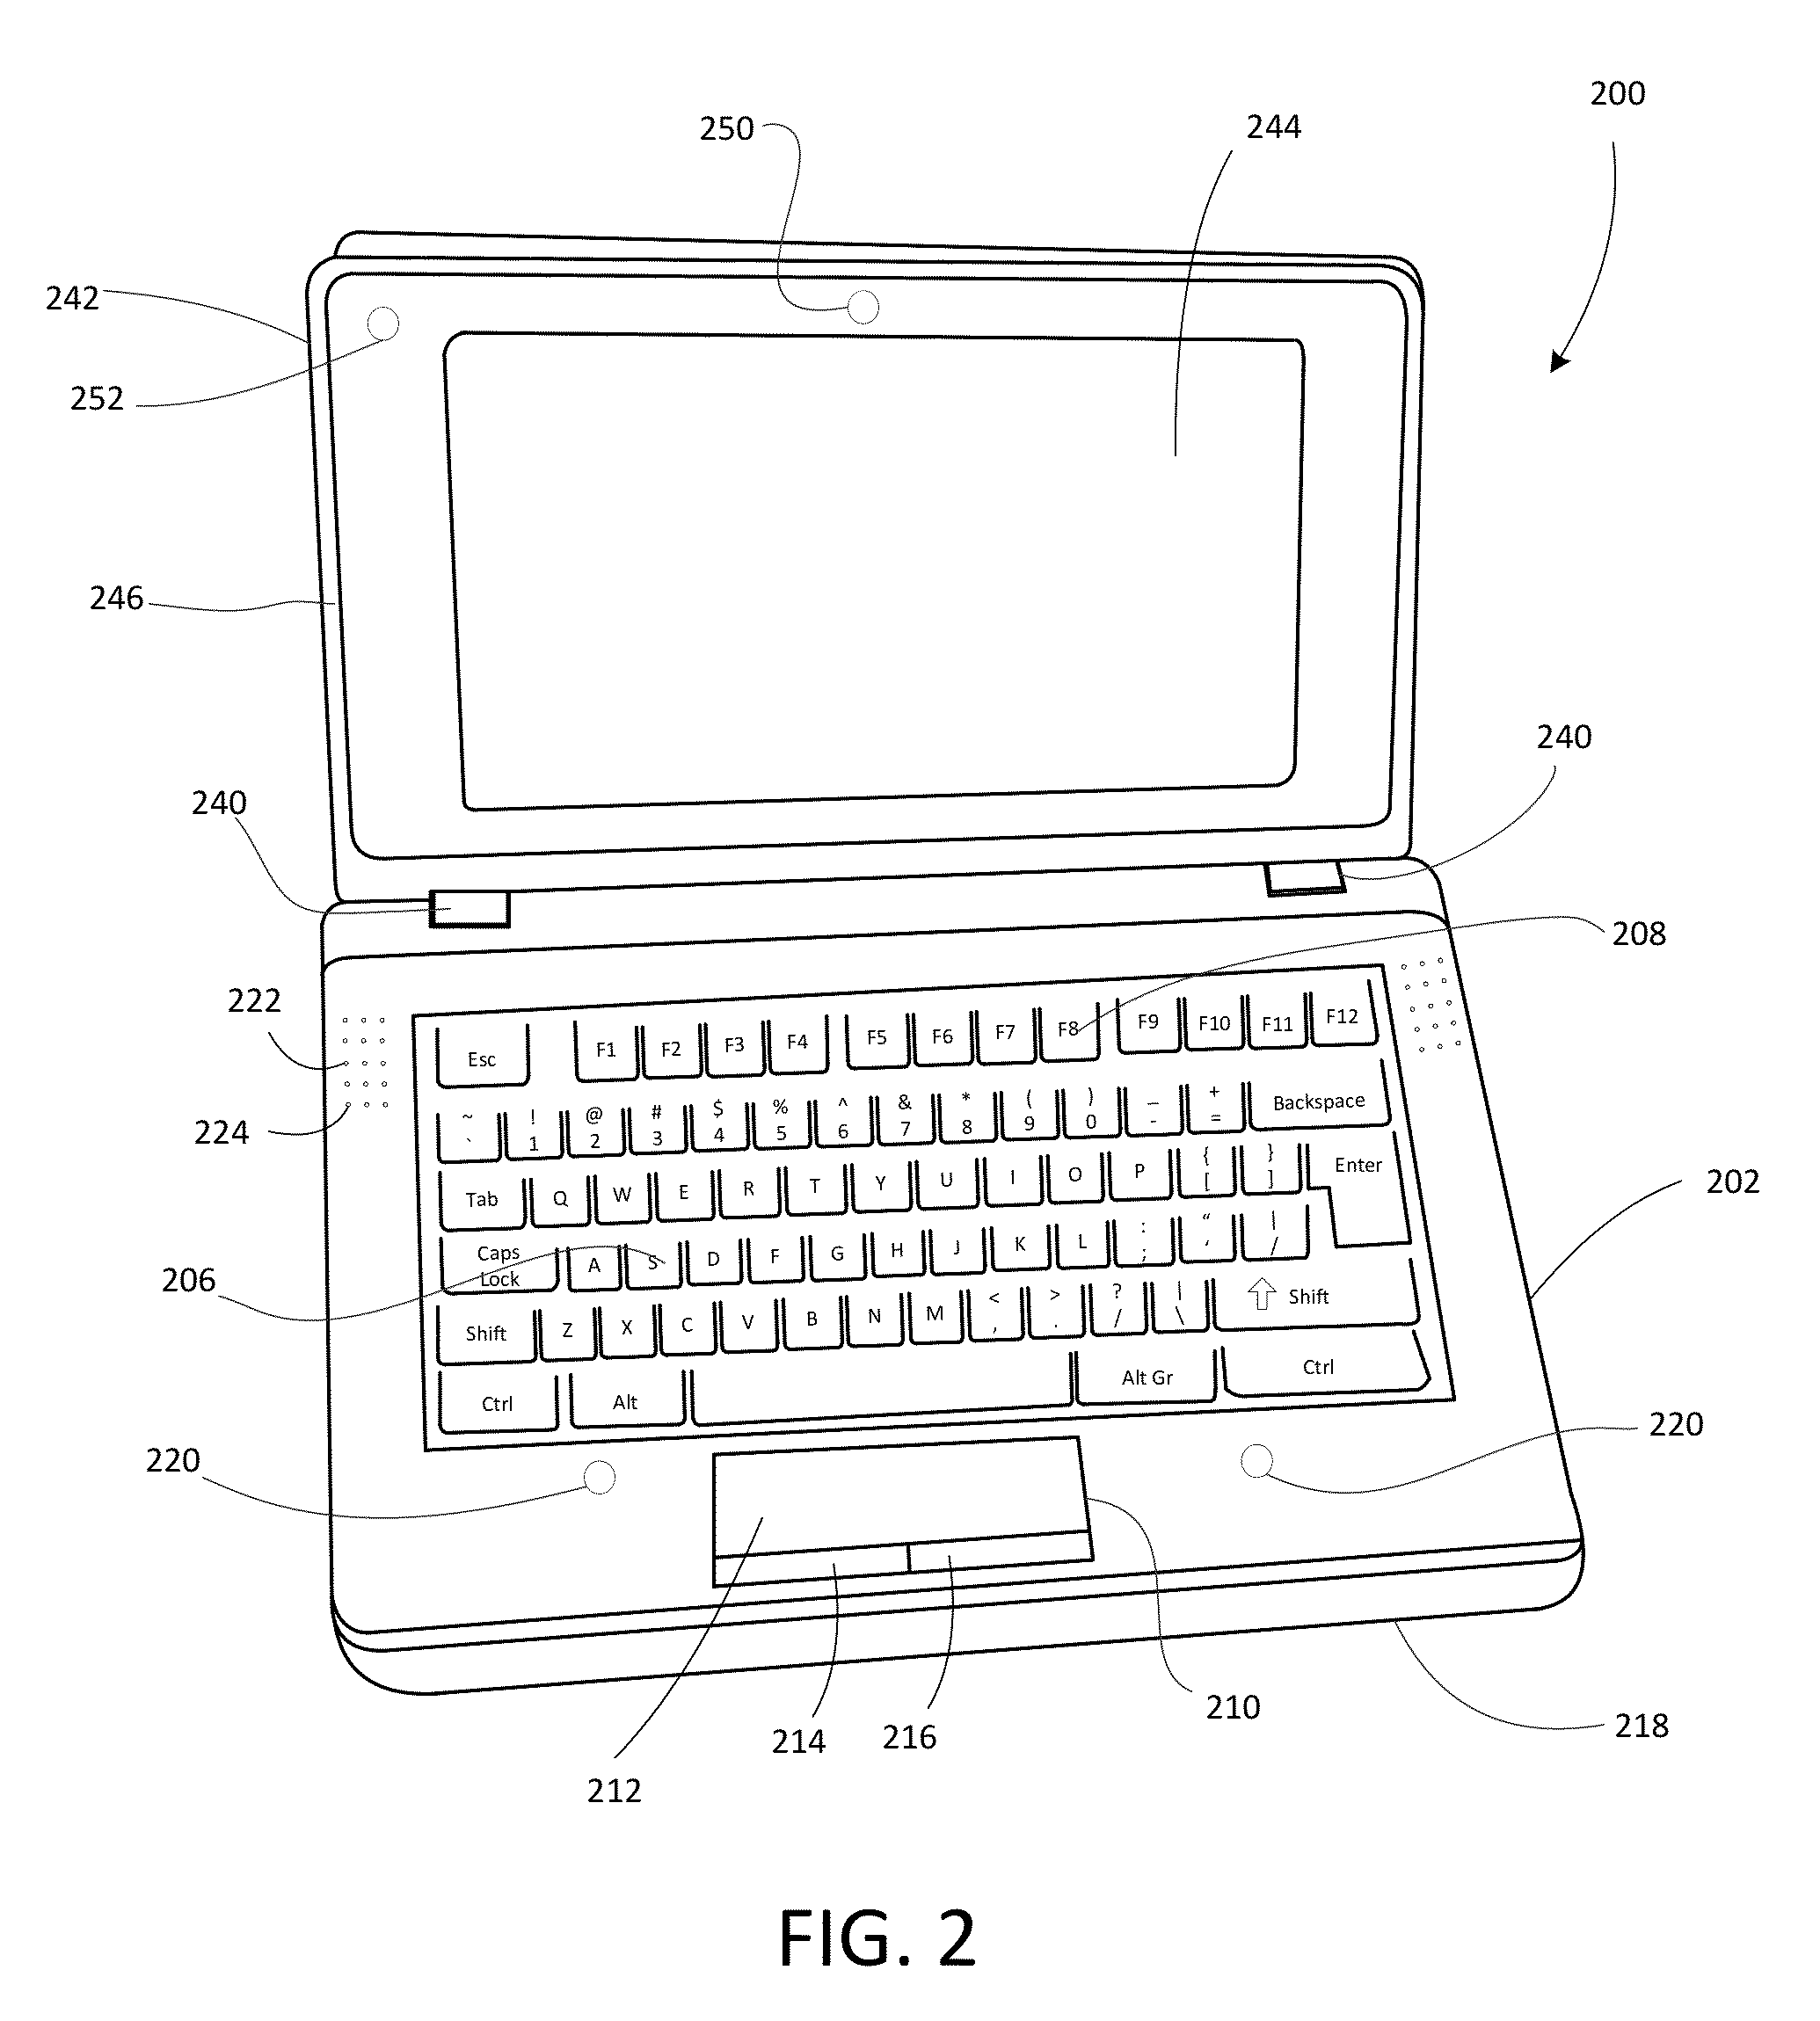 200
250
244
242
252
246
240
240
208
222
224
Esc F1 F2 F3 F4 F5 F6 F7 F8 F9 F10 F11 F12
~ ! @ # $ % ^ & * ( ) _ +
` 1 2 3 4 5 6 7 8 9 0 - = Backspace
Tab Q W E R T Y U I O P { } Enter
[ ]
Caps
Lock A S D F G H J K L : “ |
; ‘ /
Shift Z X C V B N M < > ? | Shift
, . / \
Ctrl Alt Alt Gr Ctrl
202
206
220
220
210
218
214
216
212
FIG. 2